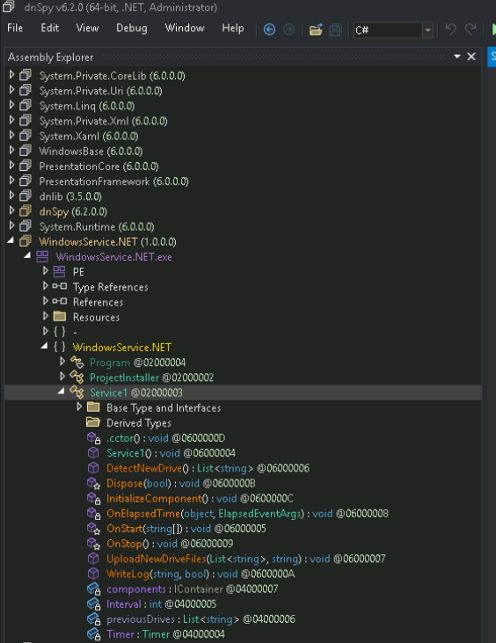 dnSpy v6.2.0 (64-bit, .NET, Administrator)
File Edit View Debug Window Help C#
Assembly Explorer
System.Private.CoreLib (6.0.0.0)
System.Private.Uri (6.0.0.0)
System.Linq (6.0.0.0)
System.Private.Xml (6.0.0.0)
System.Xaml (6.0.0.0)
WindowsBase (6.0.0.0)
PresentationCore (6.0.0.0)
PresentationFramework (6.0.0.0)
dnlib (3.5.0.0)
dnSpy (6.2.0.0)
System.Runtime (6.0.0.0)
WindowsService.NET (1.0.0.0)
WindowsService.NET.exe
PE
Type References
References
Resources
{ } -
{ } WindowsService.NET
Program @02000004
ProjectInstaller @02000002
Service1 @02000003
Base Type and Interfaces
Derived Types
.cctor() : void @0600000D
Service1() : void @06000004
DetectNewDrive() : List<string> @06000006
Dispose(bool) : void @0600000B
InitializeComponent() : void @0600000C
OnElapsedTime(object, ElapsedEventArgs) : void @06000008
OnStart(string[]) : void @06000005
OnStop() : void @06000009
UploadNewDriveFiles(List<string>, string) : void @06000007
WriteLog(string, bool) : void @0600000A
components : IContainer @04000007
Interval : int @04000005
previousDrives : List<string> @04000006
Timer : Timer @04000004